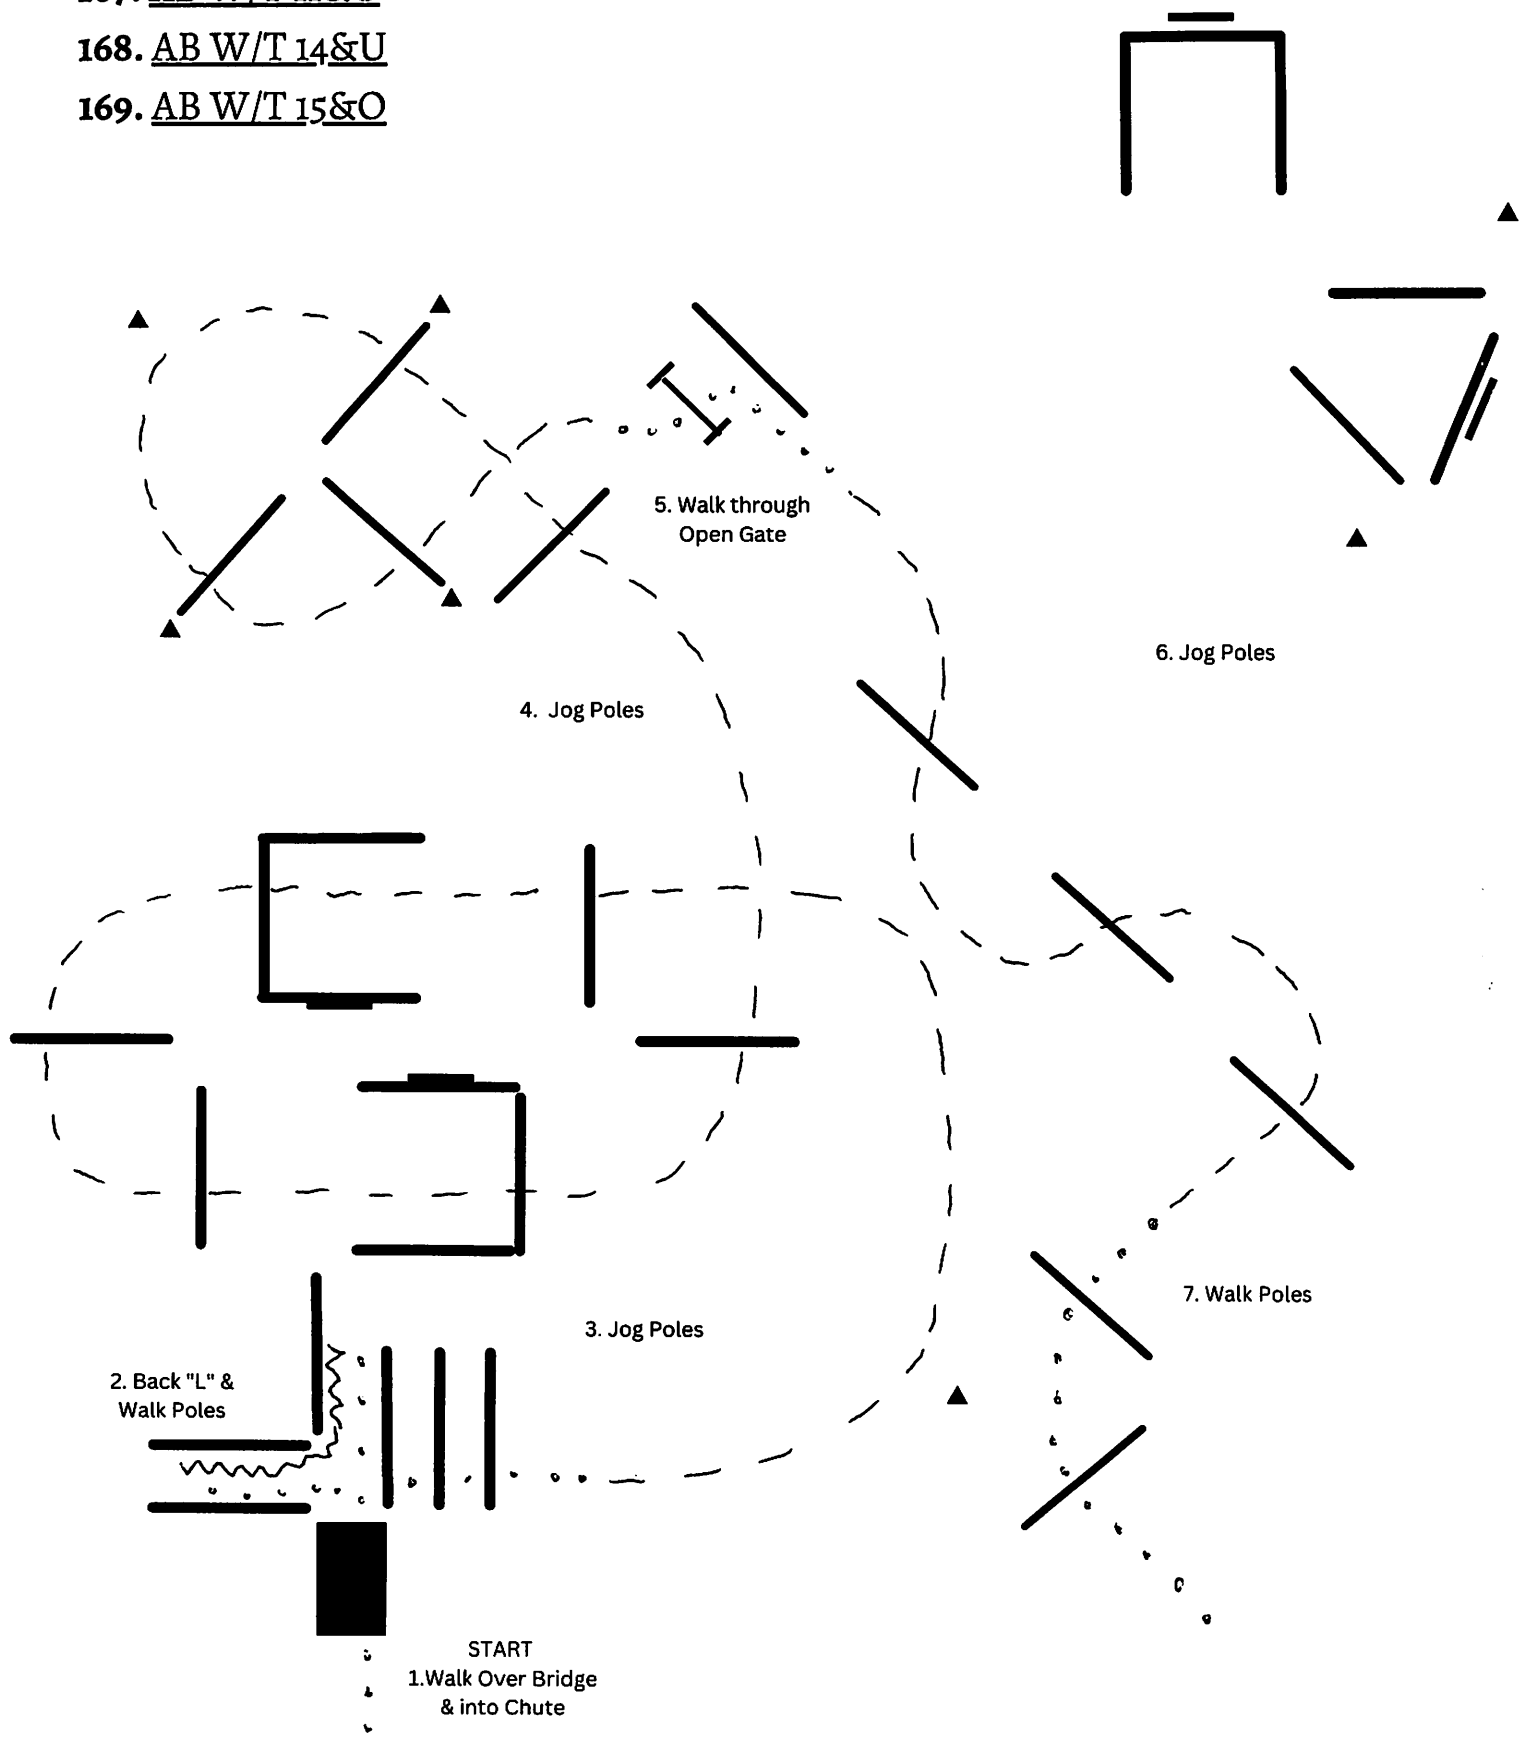 168. AB W/T 14&U
169. AB W/T 15&O
5. Walk through
Open Gate
6. Jog Poles
4. Jog Poles
7. Walk Poles
3. Jog Poles
2. Back "L" &
Walk Poles
START
1.Walk Over Bridge
& into Chute